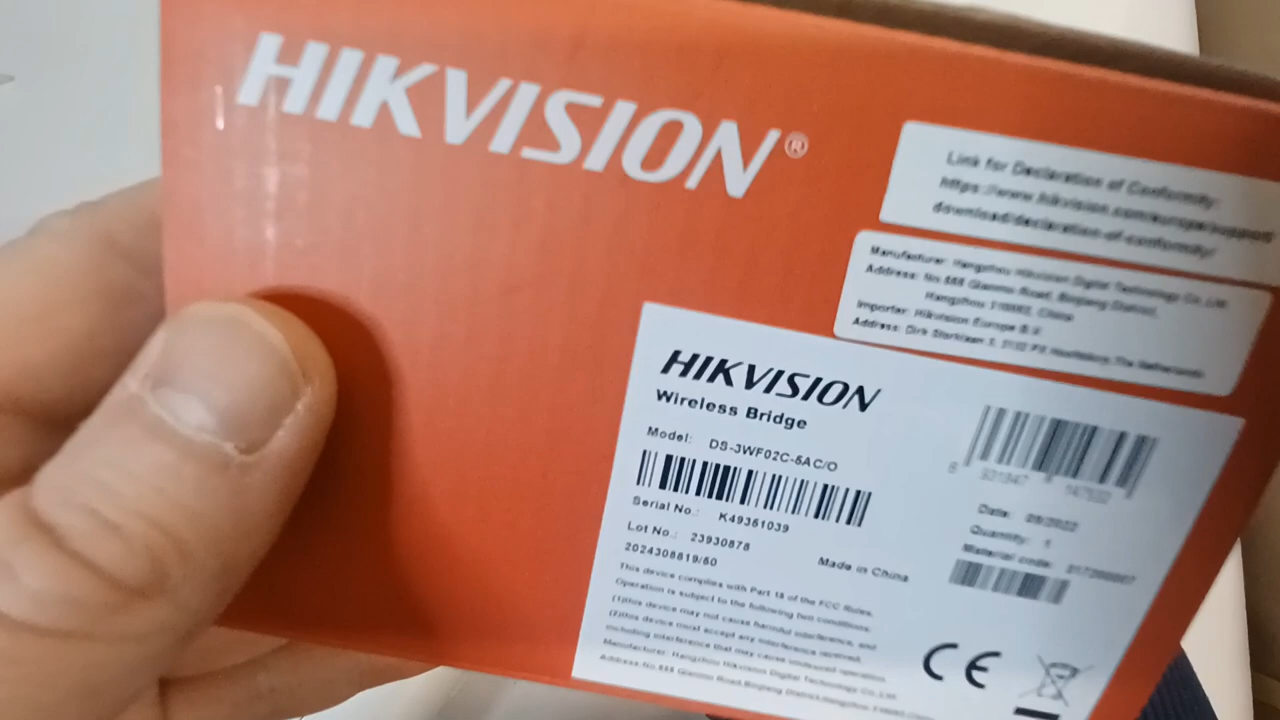 HIKVISION®
Link for Declaration of Conformity:
https://www.hikvision.com/europe/support/
download/declaration-of-conformity/
Manufacturer: Hangzhou Hikvision Digital Technology Co.,Ltd.
Address: No.555 Qianmo Road, Binjiang District,
Hangzhou 310052, China
Importer: Hikvision Europe B.V.
Address: Dirk Storklaan 3, 2132 PX Hoofddorp, The Netherlands
HIKVISION
Wireless Bridge
Model: DS-3WF02C-5AC/O
Serial No.: K49351039
Lot No.: 23930878
Made in China
This device complies with Part 15 of the FCC Rules.
Operation is subject to the following two conditions:
(1)this device may not cause harmful interference, and
(2)this device must accept any interference received,
including interference that may cause undesired operation.
Manufacturer: Hangzhou Hikvision Digital Technology Co.,Ltd.
Address:No.555 Qianmo Road,Binjiang District,Hangzhou 310052,China
Date: 2022
Quantity: 1
Material code:
CE